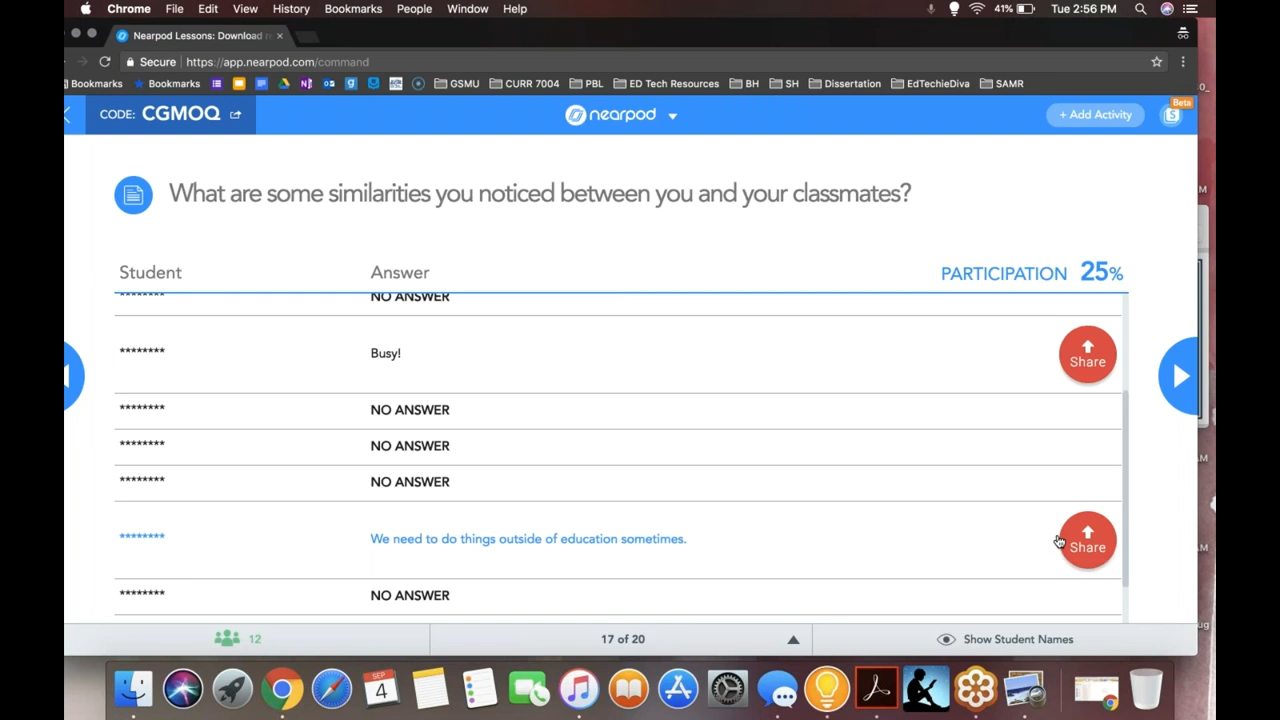 Chrome File Edit View History Bookmarks People Window Help 41% Tue 2:56 PM
Nearpod Lessons: Download r
Secure https://app.nearpod.com/command
Bookmarks Bookmarks GSMU CURR 7004 PBL ED Tech Resources BH SH Dissertation EdTechieDiva SAMR
CODE: CGMOQ nearpod + Add Activity Beta 5
What are some similarities you noticed between you and your classmates?
Student Answer PARTICIPATION 25%
******** NO ANSWER
******** Busy! Share
******** NO ANSWER
******** NO ANSWER
******** NO ANSWER
******** We need to do things outside of education sometimes. Share
******** NO ANSWER
12 17 of 20 Show Student Names
SEP
4